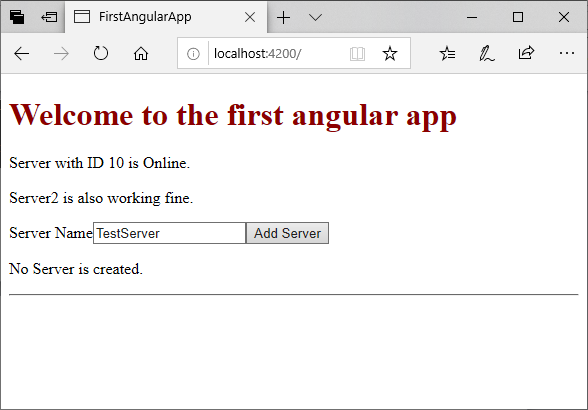 FirstAngularApp
localhost:4200/
Welcome to the first angular app
Server with ID 10 is Online.
Server2 is also working fine.
Server Name TestServer Add Server
No Server is created.